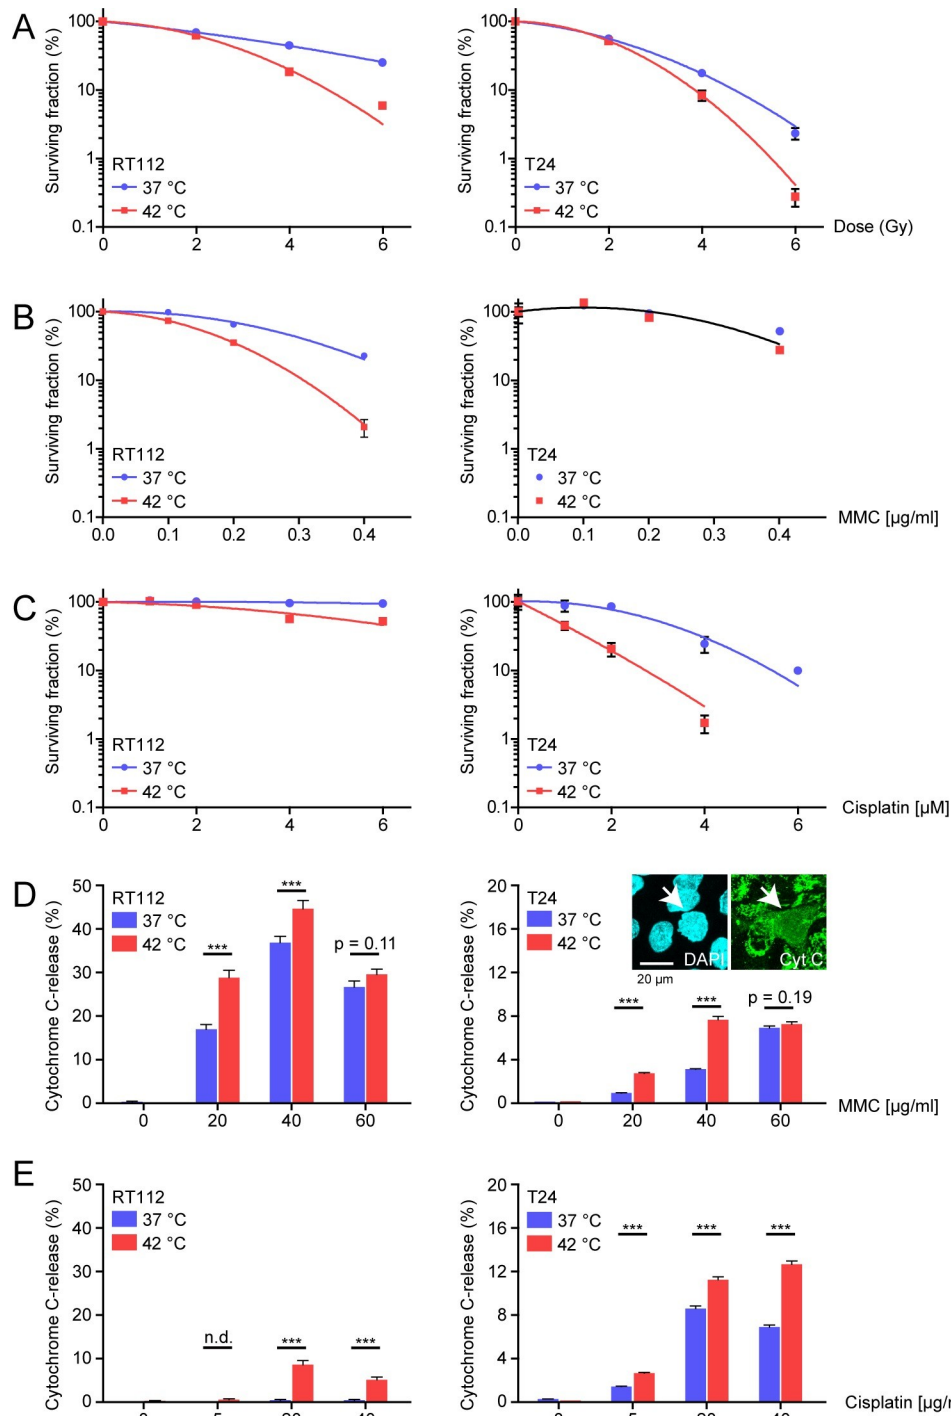 A
Surviving fraction (%)
100
10
1
0.1
RT112
37 °C
42 °C
0 2 4 6
Surviving fraction (%)
100
10
1
0.1
T24
37 °C
42 °C
0 2 4 6
Dose (Gy)
B
Surviving fraction (%)
100
10
1
0.1
RT112
37 °C
42 °C
0.0 0.1 0.2 0.3 0.4
Surviving fraction (%)
100
10
1
0.1
T24
37 °C
42 °C
0.0 0.1 0.2 0.3 0.4
MMC [µg/ml]
C
Surviving fraction (%)
100
10
1
0.1
RT112
37 °C
42 °C
0 2 4 6
Surviving fraction (%)
100
10
1
0.1
T24
37 °C
42 °C
0 2 4 6
Cisplatin [µM]
D
Cytochrome C-release (%)
50
40
30
20
10
0
RT112
37 °C
42 °C
***
***
p = 0.11
0 20 40 60
Cytochrome C-release (%)
20
16
12
8
4
0
T24
37 °C
42 °C
DAPI
Cyt C
20 µm
***
***
p = 0.19
0 20 40 60
MMC [µg/ml]
E
Cytochrome C-release (%)
50
40
30
20
10
0
RT112
37 °C
42 °C
n.d.
***
***
Cytochrome C-release (%)
20
16
12
8
4
0
T24
37 °C
42 °C
***
***
***
Cisplatin [µg/